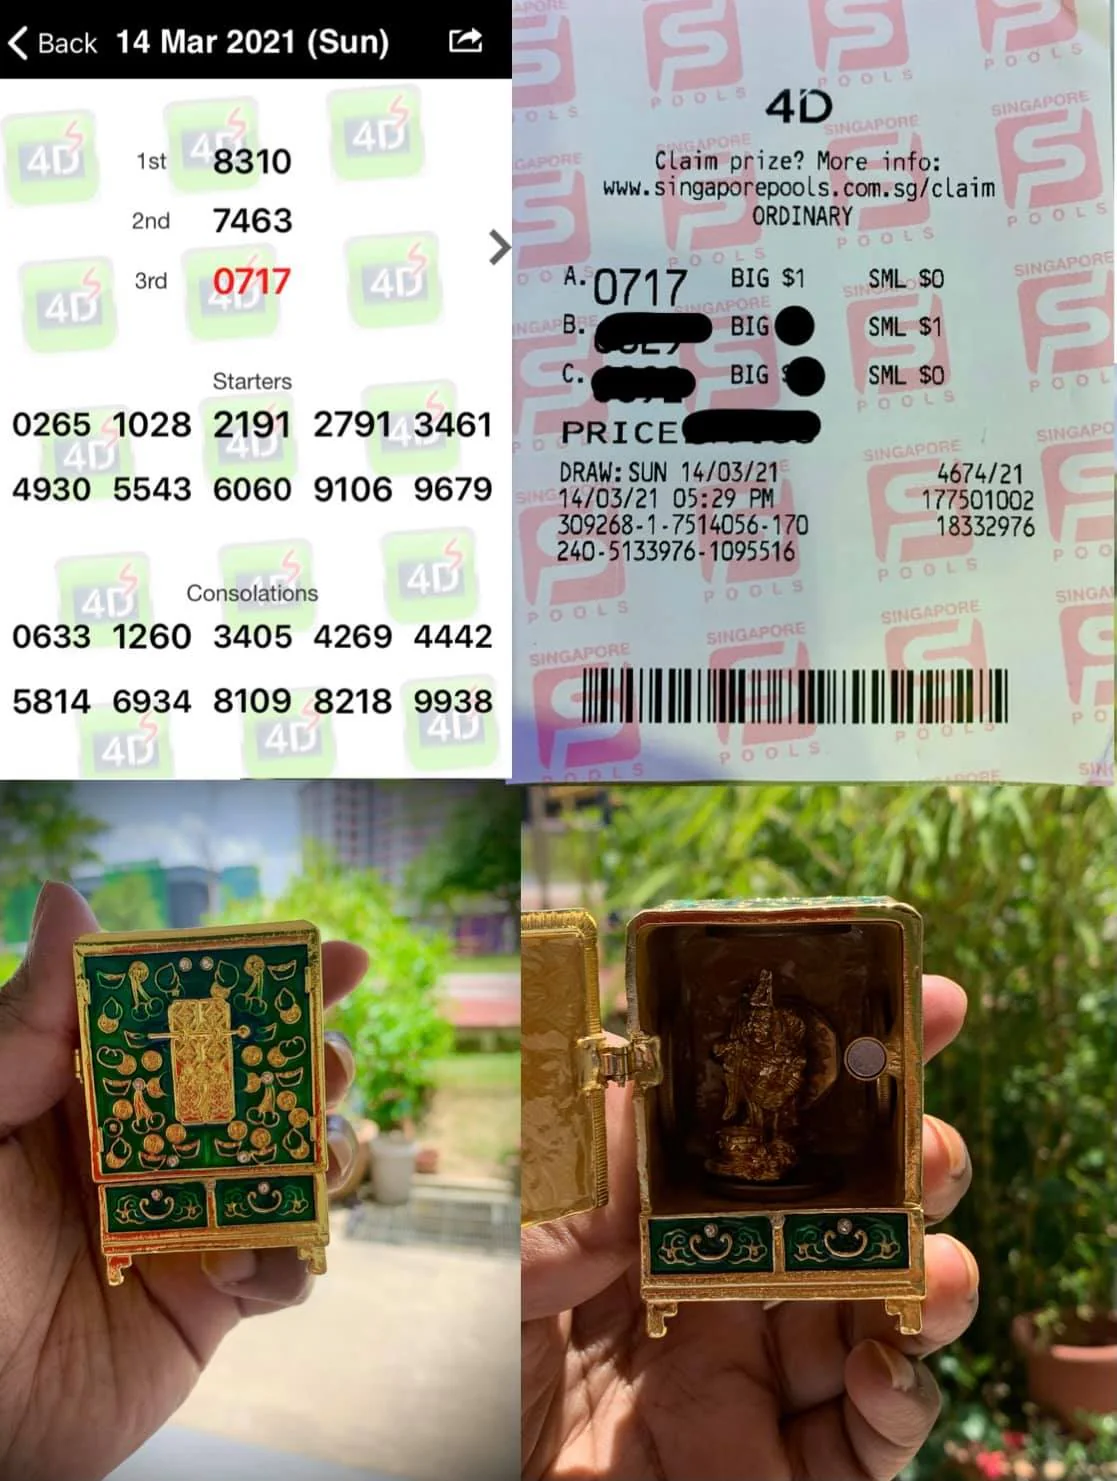 Back 14 Mar 2021 (Sun)
1st 8310
2nd 7463
3rd 0717
Starters
0265 1028 2191 2791 3461
4930 5543 6060 9106 9679
Consolations
0633 1260 3405 4269 4442
5814 6934 8109 8218 9938
4D
Claim prize? More info:
www.singaporepools.com.sg/claim
ORDINARY
A. 0717 BIG $1 SML $0
B. BIG SML $1
C. BIG SML $0
PRICE
DRAW: SUN 14/03/21 4674/21
14/03/21 05:29 PM 177501002
309268-1-7514056-170 18332976
240-5133976-1095516
SINGAPORE
POOLS